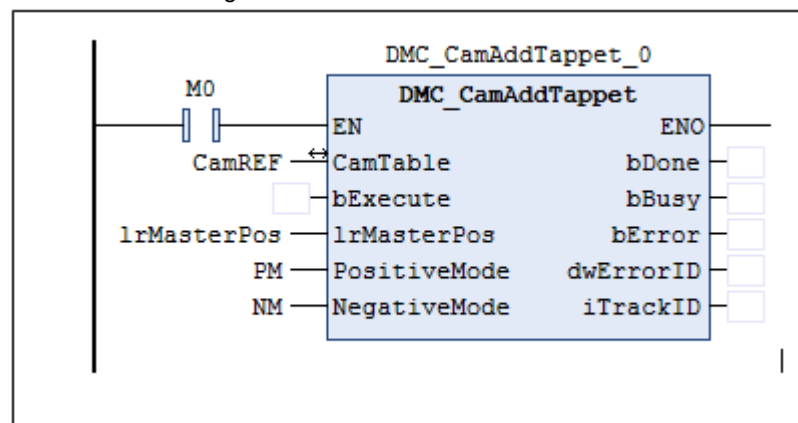 DMC_CamAddTappet_0
M0 DMC_CamAddTappet
EN ENO
CamREF CamTable bDone
bExecute bBusy
lrMasterPos lrMasterPos bError
PM PositiveMode dwErrorID
NM NegativeMode iTrackID